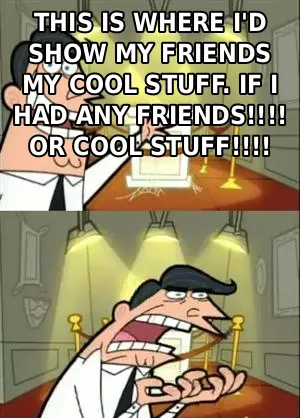 THIS IS WHERE I'D
SHOW MY FRIENDS
MY COOL STUFF. IF I
HAD ANY FRIENDS!!!!
OR COOL STUFF!!!!